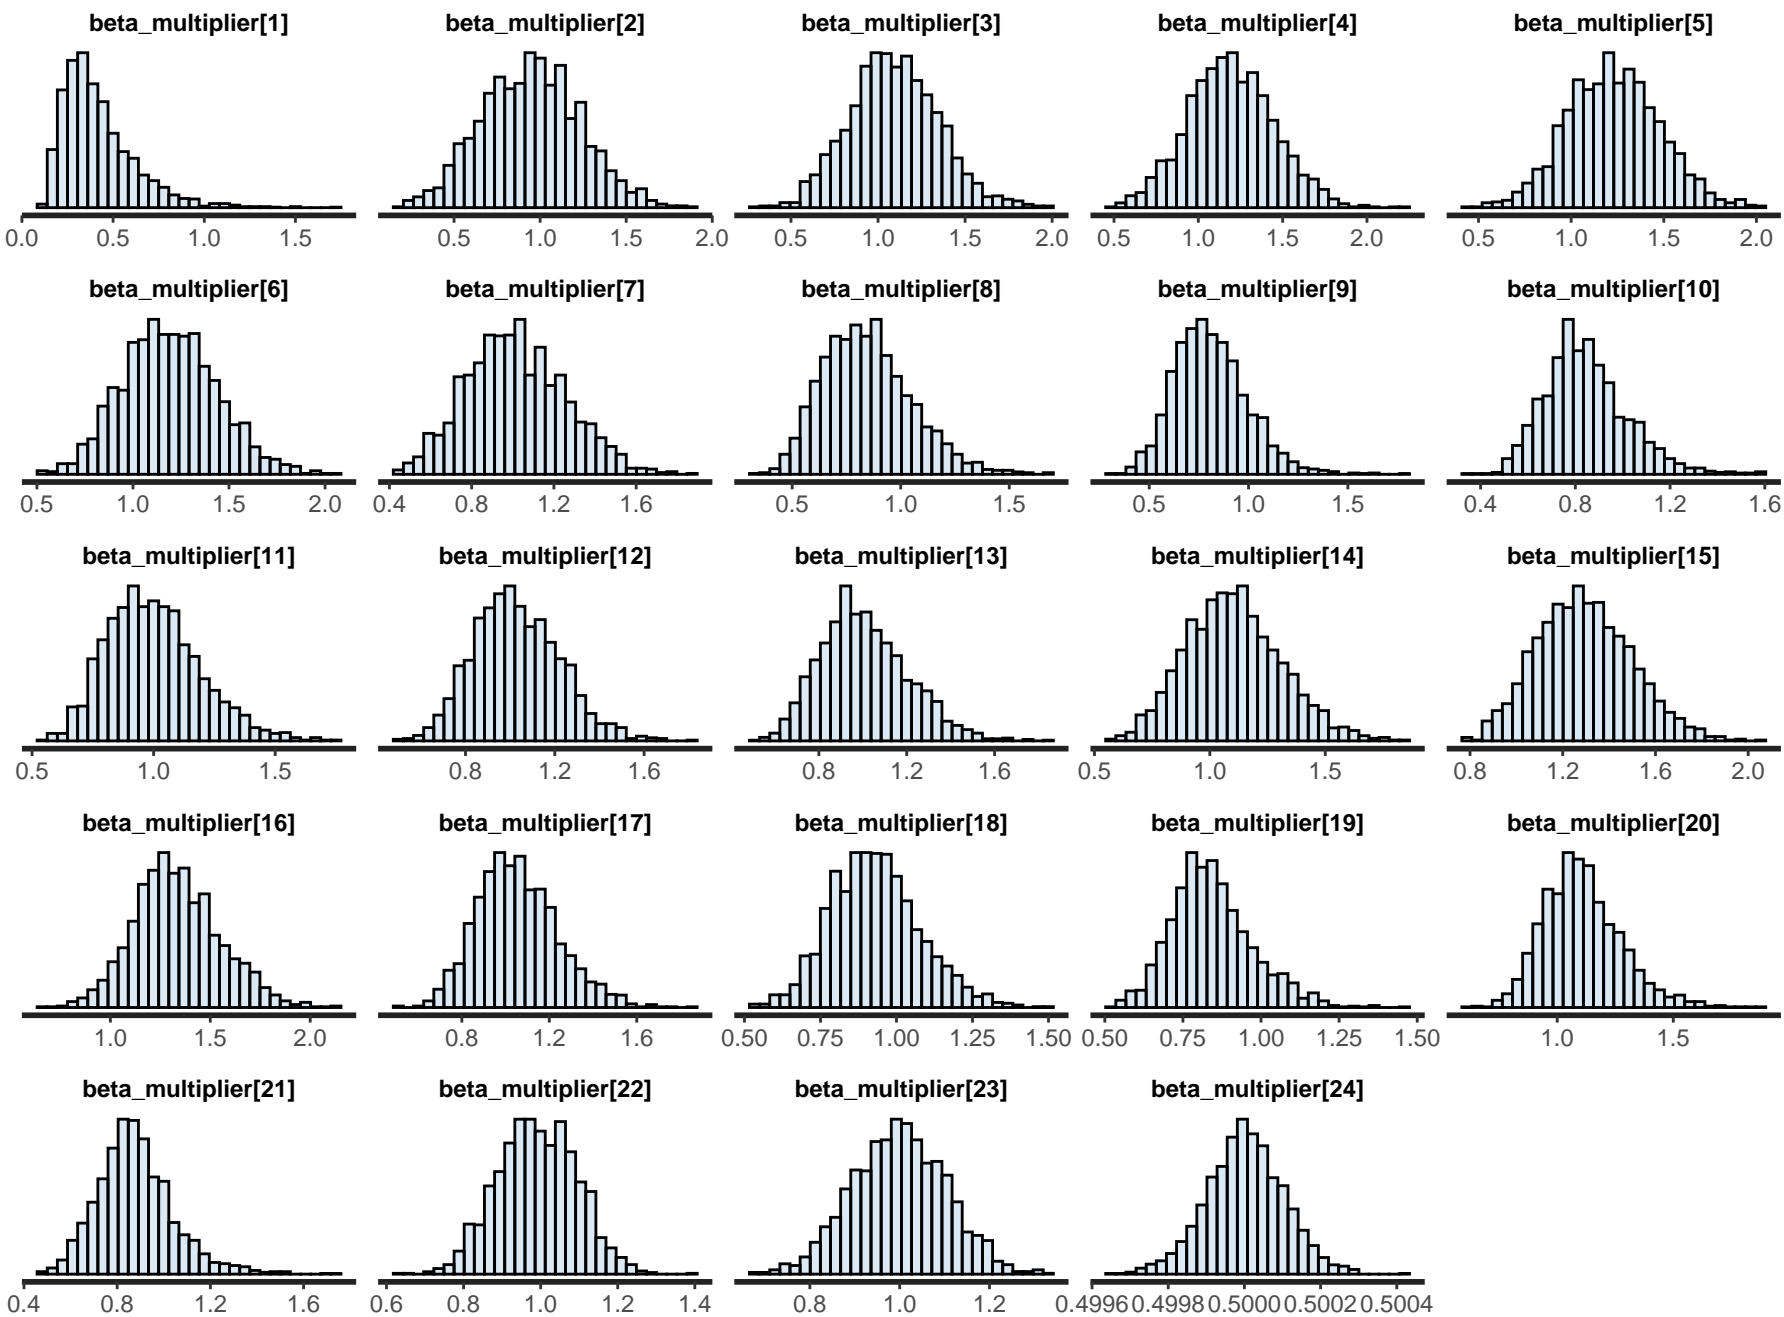 beta_multiplier[1] beta_multiplier[2] beta_multiplier[3] beta_multiplier[4] beta_multiplier[5]
0.0 0.5 1.0 1.5 0.5 1.0 1.5 2.0 0.5 1.0 1.5 2.0 0.5 1.0 1.5 2.0 0.5 1.0 1.5 2.0
beta_multiplier[6] beta_multiplier[7] beta_multiplier[8] beta_multiplier[9] beta_multiplier[10]
0.5 1.0 1.5 2.0 0.4 0.8 1.2 1.6 0.5 1.0 1.5 0.5 1.0 1.5 0.4 0.8 1.2 1.6
beta_multiplier[11] beta_multiplier[12] beta_multiplier[13] beta_multiplier[14] beta_multiplier[15]
0.5 1.0 1.5 0.8 1.2 1.6 0.8 1.2 1.6 0.5 1.0 1.5 0.8 1.2 1.6 2.0
beta_multiplier[16] beta_multiplier[17] beta_multiplier[18] beta_multiplier[19] beta_multiplier[20]
1.0 1.5 2.0 0.8 1.2 1.6 0.50 0.75 1.00 1.25 1.50 0.50 0.75 1.00 1.25 1.50 1.0 1.5
beta_multiplier[21] beta_multiplier[22] beta_multiplier[23] beta_multiplier[24]
0.4 0.8 1.2 1.6 0.6 0.8 1.0 1.2 1.4 0.8 1.0 1.2 0.4996 0.4998 0.5000 0.5002 0.5004